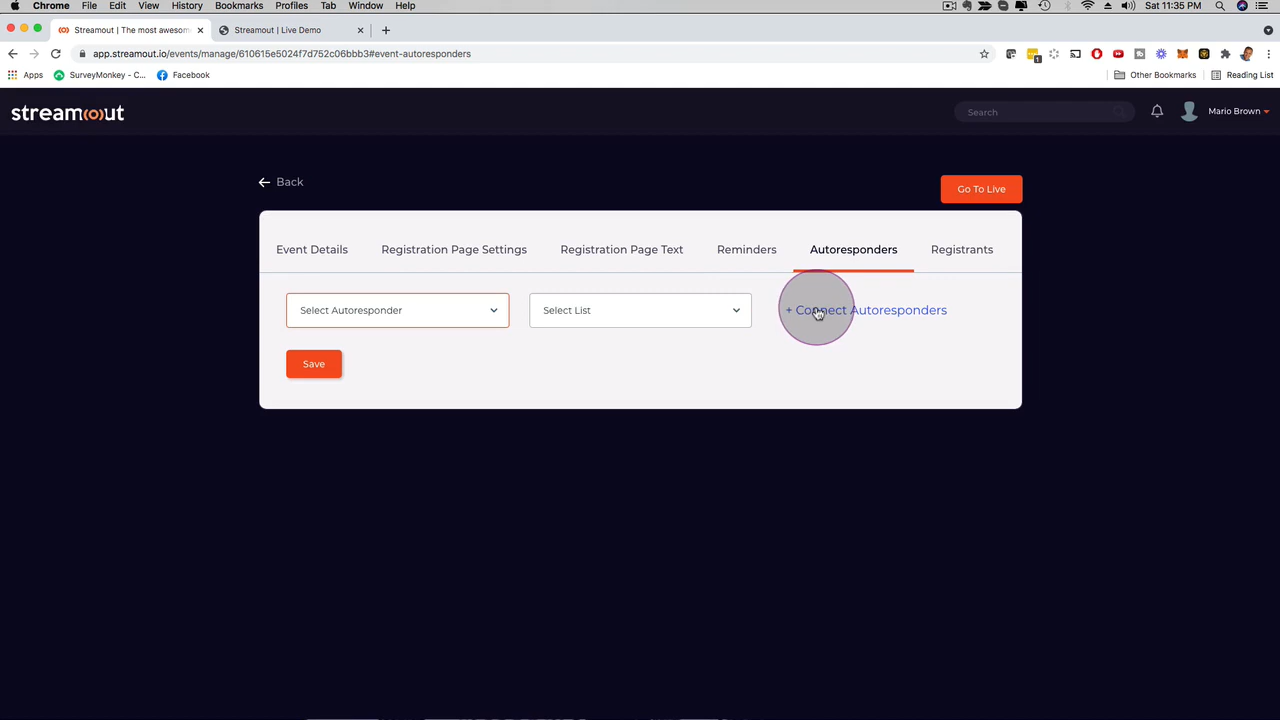 Chrome File Edit View History Bookmarks Profiles Tab Window Help Sat 11:35 PM
Streamout | The most awesom Streamout | Live Demo
app.streamout.io/events/manage/610615e5024f7d752c06bbb3#event-autoresponders
Apps SurveyMonkey - C... Facebook Other Bookmarks Reading List
streamout Search Mario Brown
Back
Go To Live
Event Details Registration Page Settings Registration Page Text Reminders Autoresponders Registrants
Select Autoresponder Select List + Connect Autoresponders
Save